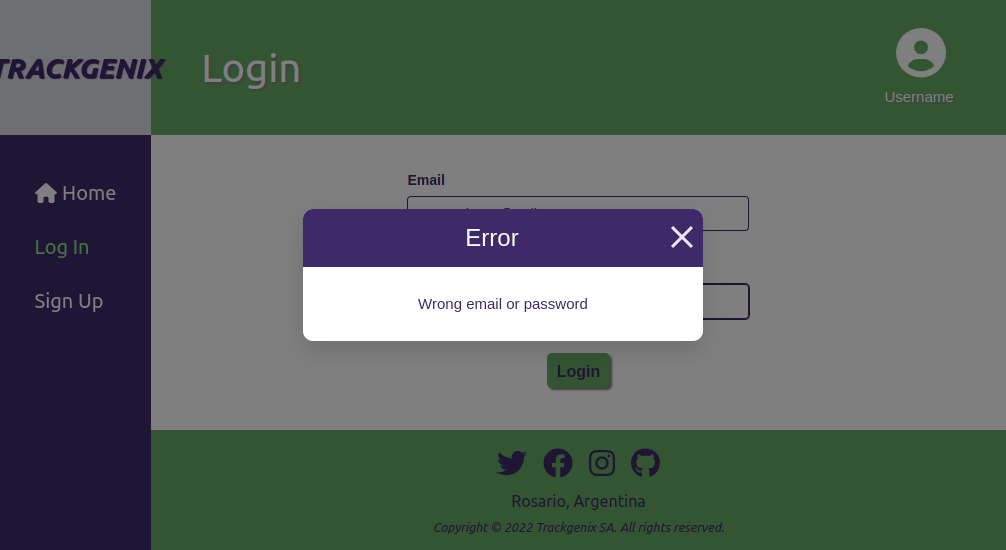 TRACKGENIX
Login
Username
Home
Log In
Sign Up
Email
Error
Wrong email or password
Login
Rosario, Argentina
Copyright © 2022 Trackgenix SA. All rights reserved.